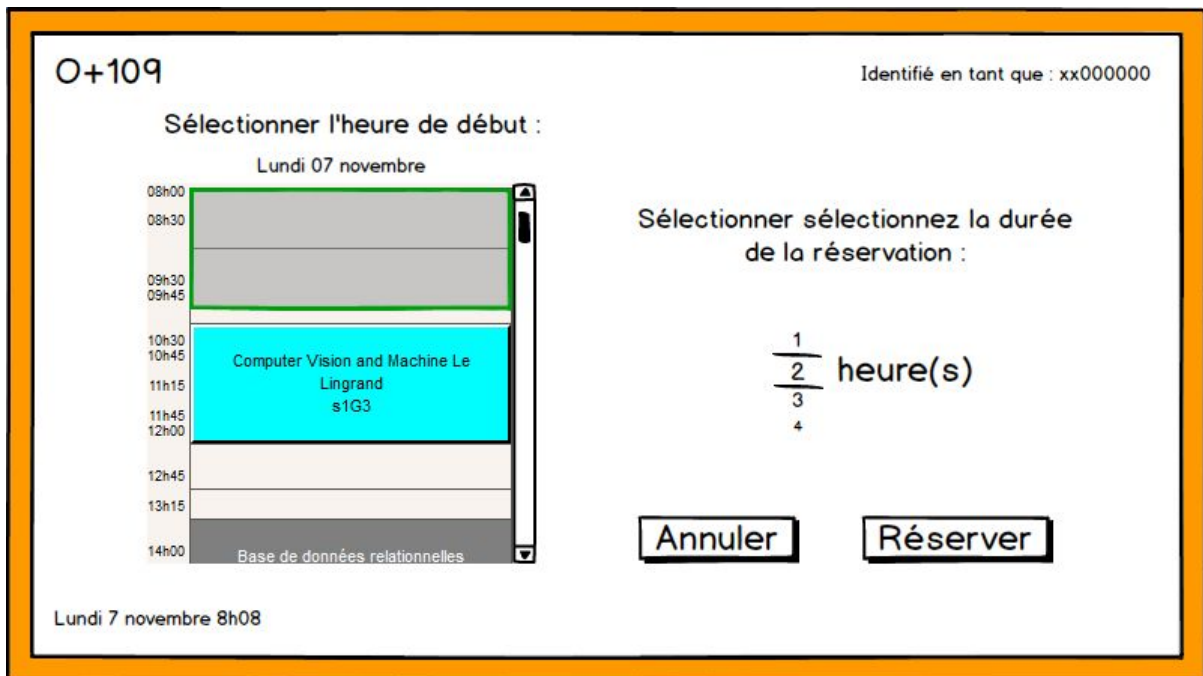 O+109
Identifié en tant que : xx000000
Sélectionner l'heure de début :
Lundi 07 novembre
08h00
08h30
09h30
09h45
10h30
10h45
11h15
11h45
12h00
12h45
13h15
14h00
Computer Vision and Machine Le
Lingrand
s1G3
Base de données relationnelles
Sélectionner sélectionnez la durée
de la réservation :
1
2 heure(s)
3
4
Annuler
Réserver
Lundi 7 novembre 8h08